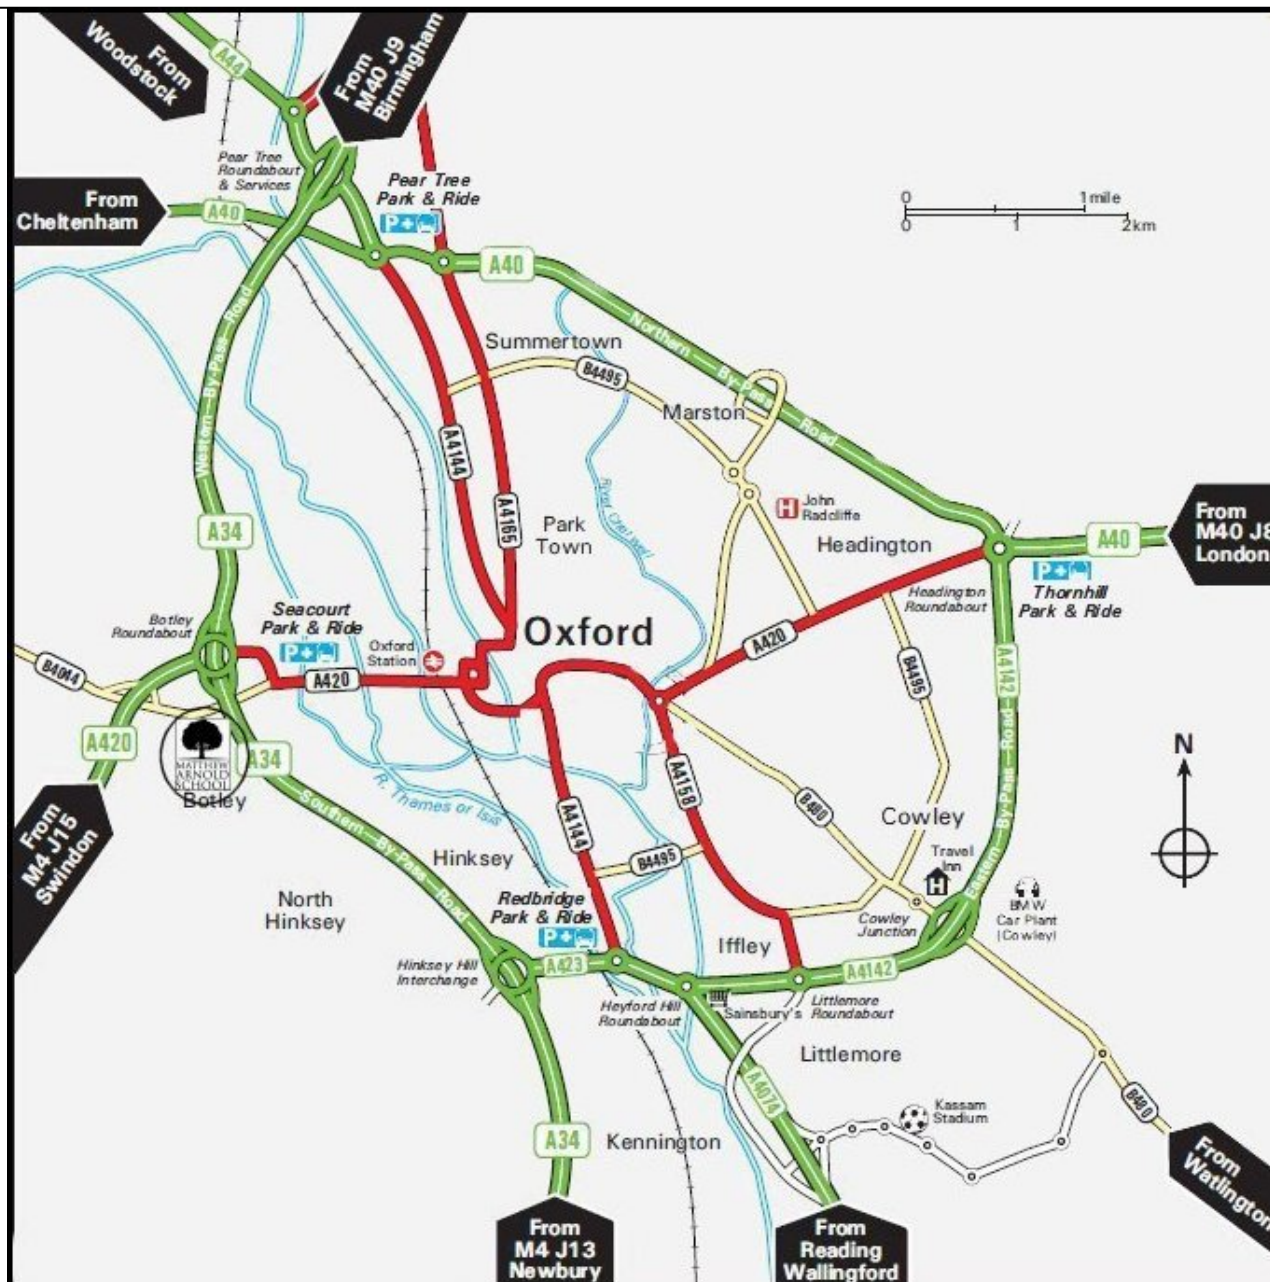 From
Woodstock
A44
From
M40 J9
Birmingham
Pear Tree
Roundabout
& Services
Pear Tree
Park & Ride
P+
From
Cheltenham
A40
A40
0 1 mile
0 1 2 km
Western By-Pass Road
Northern By-Pass Road
Summertown
B4495
Marston
A4144
A4165
River Cherwell
H
John
Radcliffe
Park
Town
Headington
From
M40 J8
London
A40
A34
P+
Thornhill
Park & Ride
Headington
Roundabout
Botley
Roundabout
Seacourt
Park & Ride
P+
Oxford
Station
Oxford
A420
A420
B4044
B4495
A4142
A420
MATTHEW
ARNOLD
SCHOOL
Botley
A34
N
R. Thames or Isis
Southern By-Pass Road
A4158
B480
Eastern By-Pass Road
A4144
Cowley
From
M4 J15
Swindon
Hinksey
B4495
Travel
Inn
H
North
Hinksey
Redbridge
Park & Ride
P+
BMW
Car Plant
(Cowley)
Cowley
Junction
Iffley
Hinksey Hill
Interchange
A423
A4142
Heyford Hill
Roundabout
Sainsbury's
Littlemore
Roundabout
Littlemore
A4074
Kassam
Stadium
B480
A34
Kennington
From
Watlington
From
M4 J13
Newbury
From
Reading
Wallingford